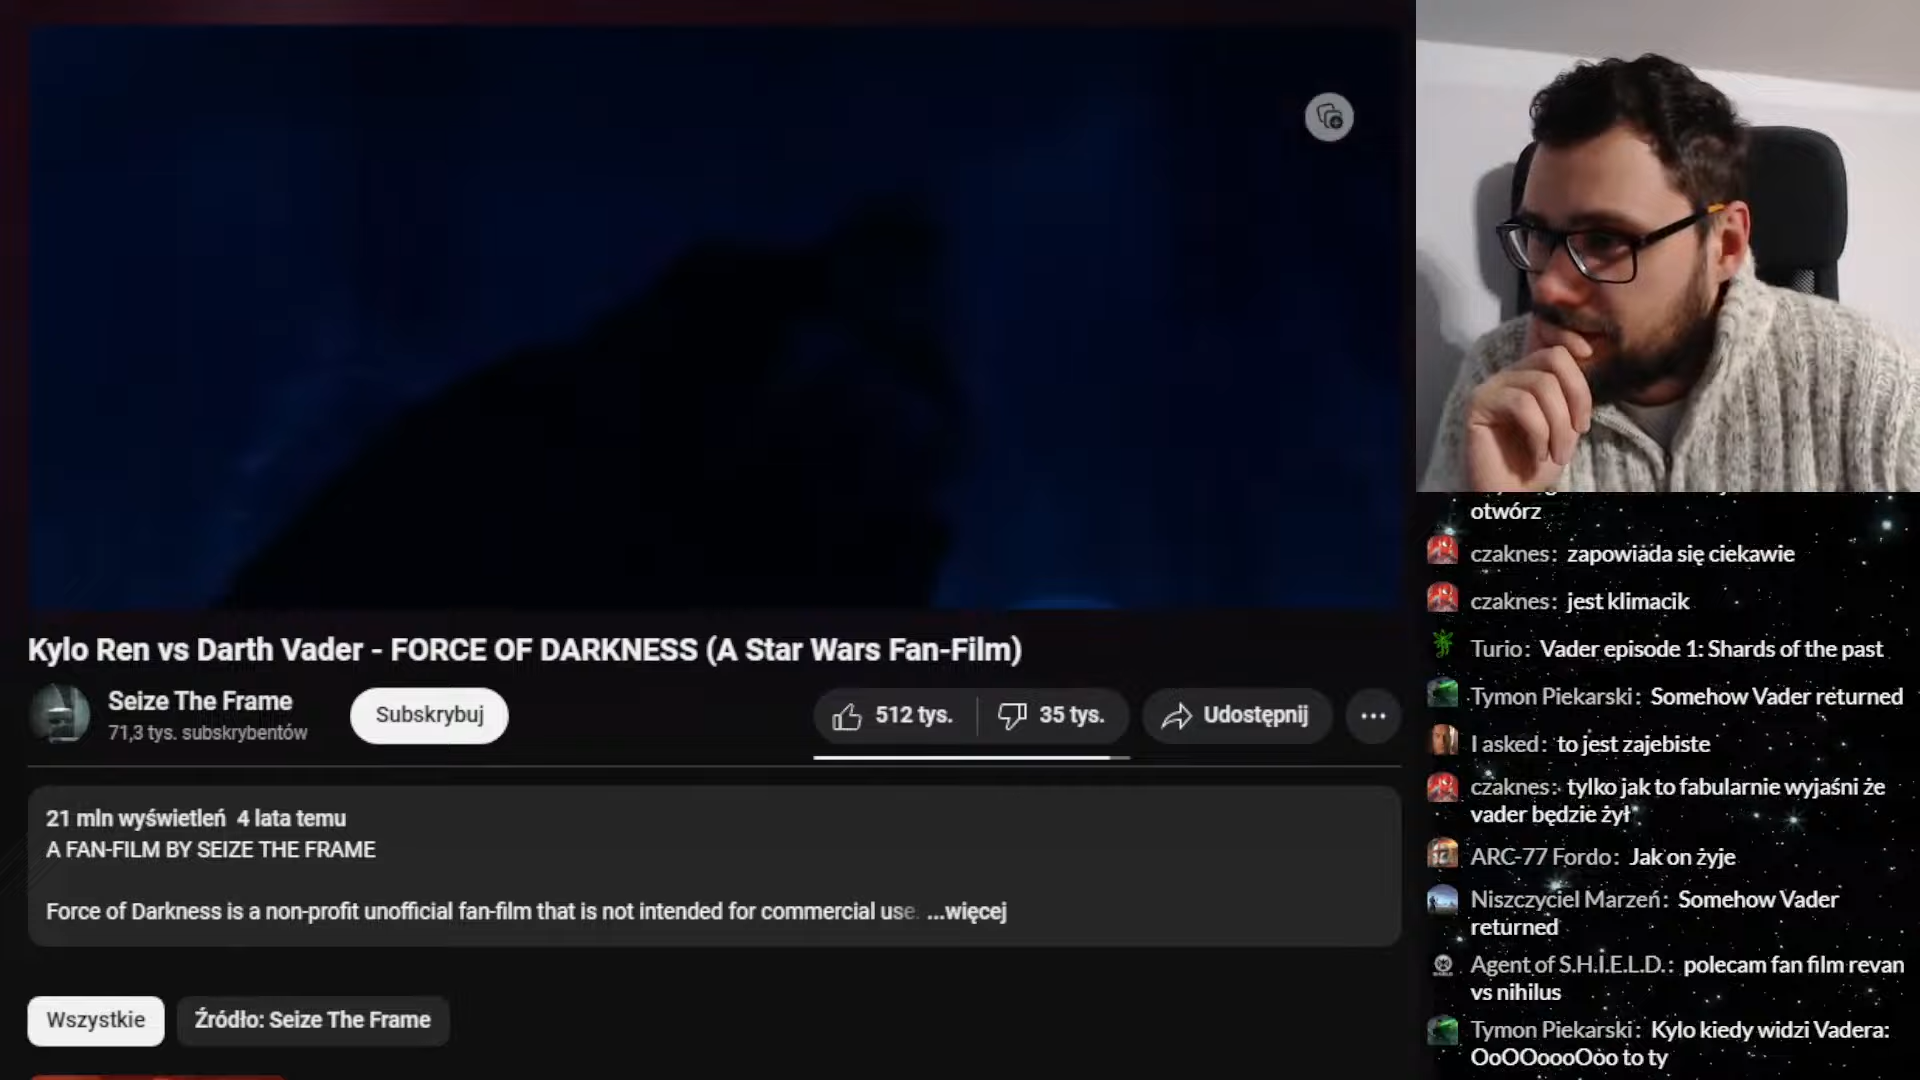 Kylo Ren vs Darth Vader - FORCE OF DARKNESS (A Star Wars Fan-Film)
Seize The Frame
71,3 tys. subskrybentów
Subskrybuj
512 tys.
35 tys.
Udostępnij
21 mln wyświetleń 4 lata temu
A FAN-FILM BY SEIZE THE FRAME
Force of Darkness is a non-profit unofficial fan-film that is not intended for commercial use. ...więcej
Wszystkie
Źródło: Seize The Frame
otwórz
czaknes: zapowiada się ciekawie
czaknes: jest klimacik
Turio: Vader episode 1: Shards of the past
Tymon Piekarski: Somehow Vader returned
I asked: to jest zajebiste
czaknes: tylko jak to fabularnie wyjaśni że
vader będzie żył
ARC-77 Fordo: Jak on żyje
Niszczyciel Marzeń: Somehow Vader
returned
Agent of S.H.I.E.L.D.: polecam fan film revan
vs nihilus
Tymon Piekarski: Kylo kiedy widzi Vadera:
OoOOoooOoo to ty